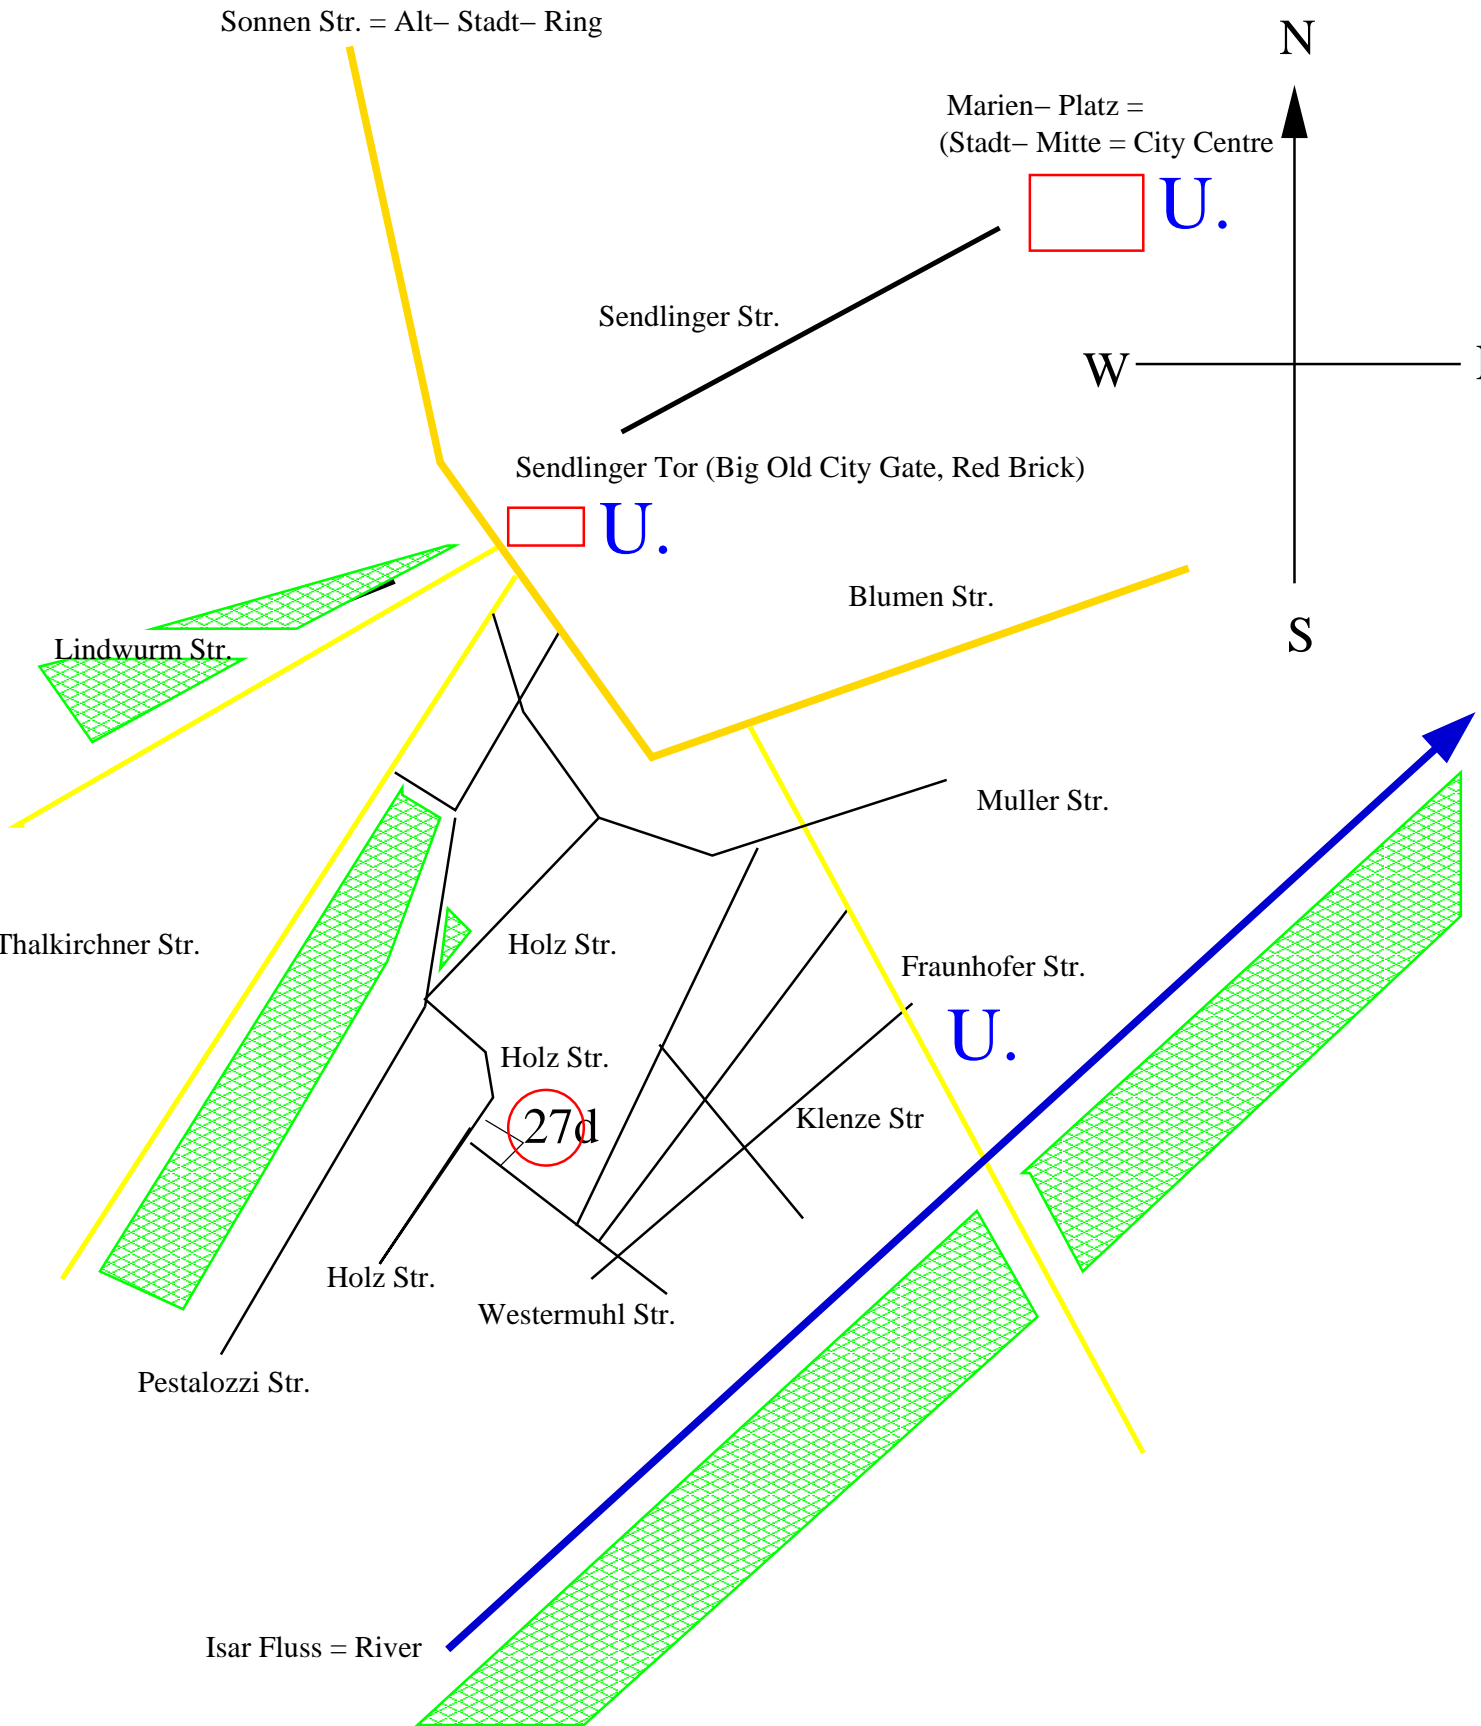 Sonnen Str. = Alt– Stadt– Ring
N
Marien– Platz =
(Stadt– Mitte = City Centre
U.
Sendlinger Str.
W
Sendlinger Tor (Big Old City Gate, Red Brick)
U.
Blumen Str.
S
Lindwurm Str.
Muller Str.
Thalkirchner Str.
Holz Str.
Fraunhofer Str.
U.
Holz Str.
27d
Klenze Str
Holz Str.
Westermuhl Str.
Pestalozzi Str.
Isar Fluss = River